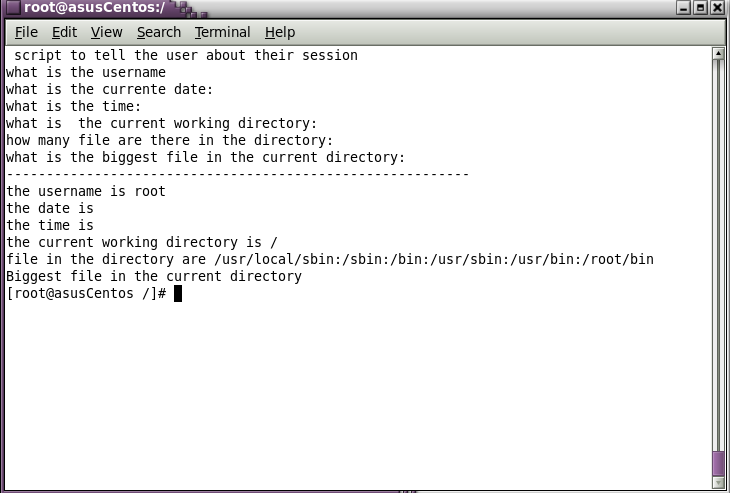 root@asusCentos:/
File Edit View Search Terminal Help
script to tell the user about their session
what is the username
what is the currente date:
what is the time:
what is  the current working directory:
how many file are there in the directory:
what is the biggest file in the current directory:
----------------------------------------------------------
the username is root
the date is
the time is
the current working directory is /
file in the directory are /usr/local/sbin:/sbin:/bin:/usr/sbin:/usr/bin:/root/bin
Biggest file in the current directory
[root@asusCentos /]#